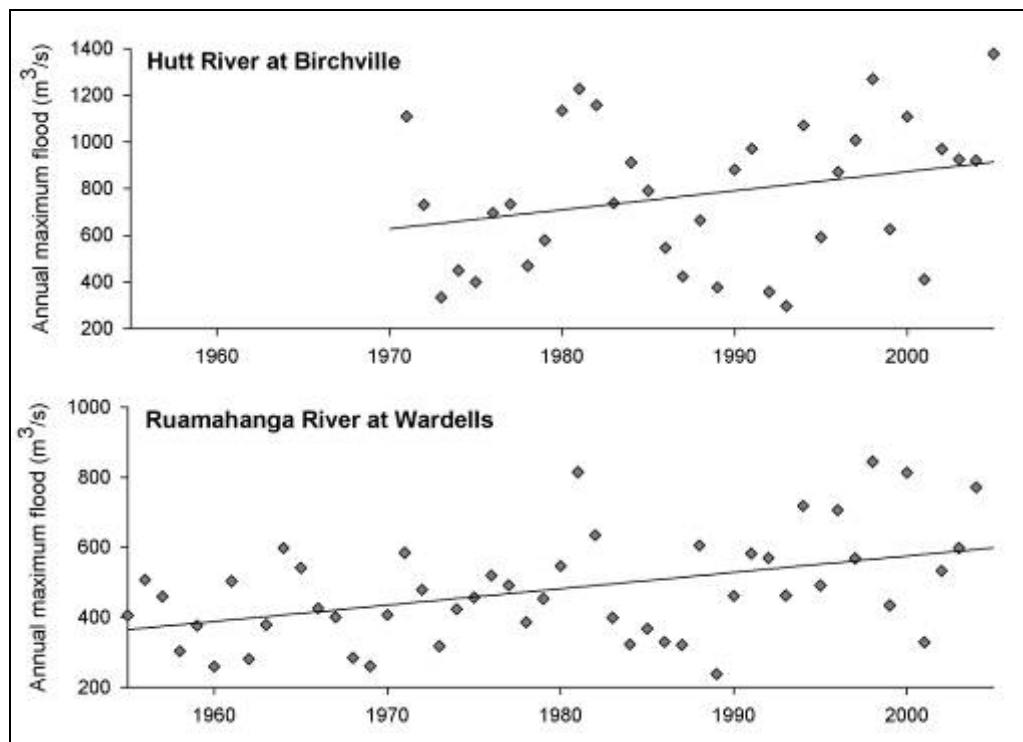 Hutt River at Birchville
Annual maximum flood (m³/s)
1400
1200
1000
800
600
400
200
1960 1970 1980 1990 2000
Ruamahanga River at Wardells
Annual maximum flood (m³/s)
1000
800
600
400
200
1960 1970 1980 1990 2000